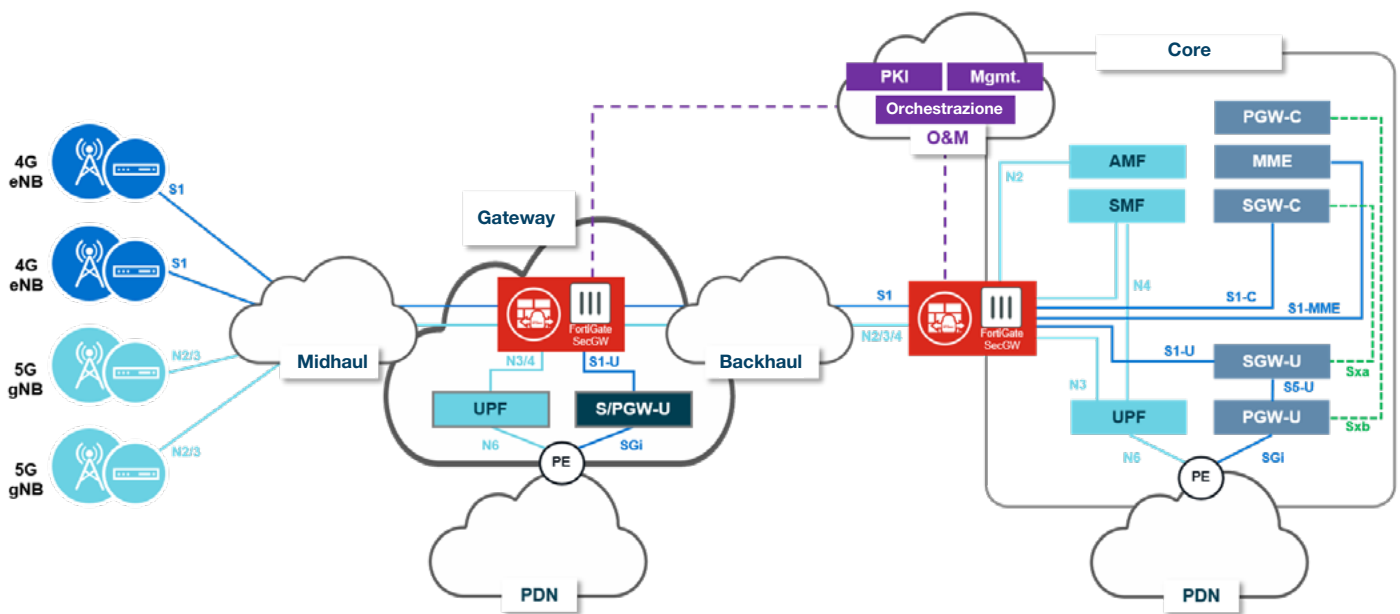 Core
PKI
Mgmt.
Orchestrazione
O&M
PGW-C
4G
eNB
S1
AMF
MME
N2
SMF
SGW-C
Gateway
4G
eNB
S1
FortiGate
SecGW
S1
FortiGate
SecGW
N4
S1-C
S1-MME
N2/3/4
5G
gNB
N2/3
Midhaul
N3/4
S1-U
Backhaul
S1-U
SGW-U
Sxa
N3
S5-U
UPF
S/PGW-U
UPF
PGW-U
Sxb
5G
gNB
N2/3
N6
SGi
PE
N6
SGi
PE
PDN
PDN